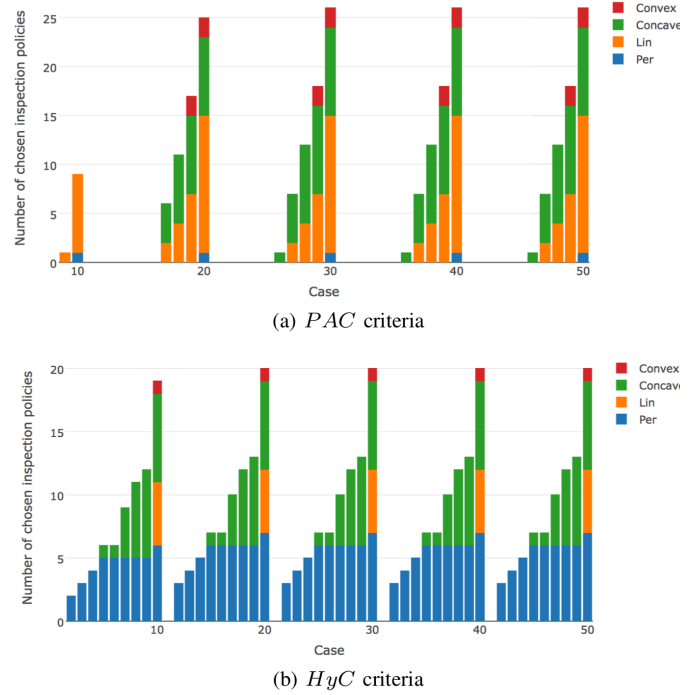 Number of chosen inspection policies
25
20
15
10
5
0
10
20
30
40
50
Case
Convex
Concave
Lin
Per
(a) PAC criteria
Number of chosen inspection policies
20
15
10
5
0
10
20
30
40
50
Case
Convex
Concave
Lin
Per
(b) HyC criteria